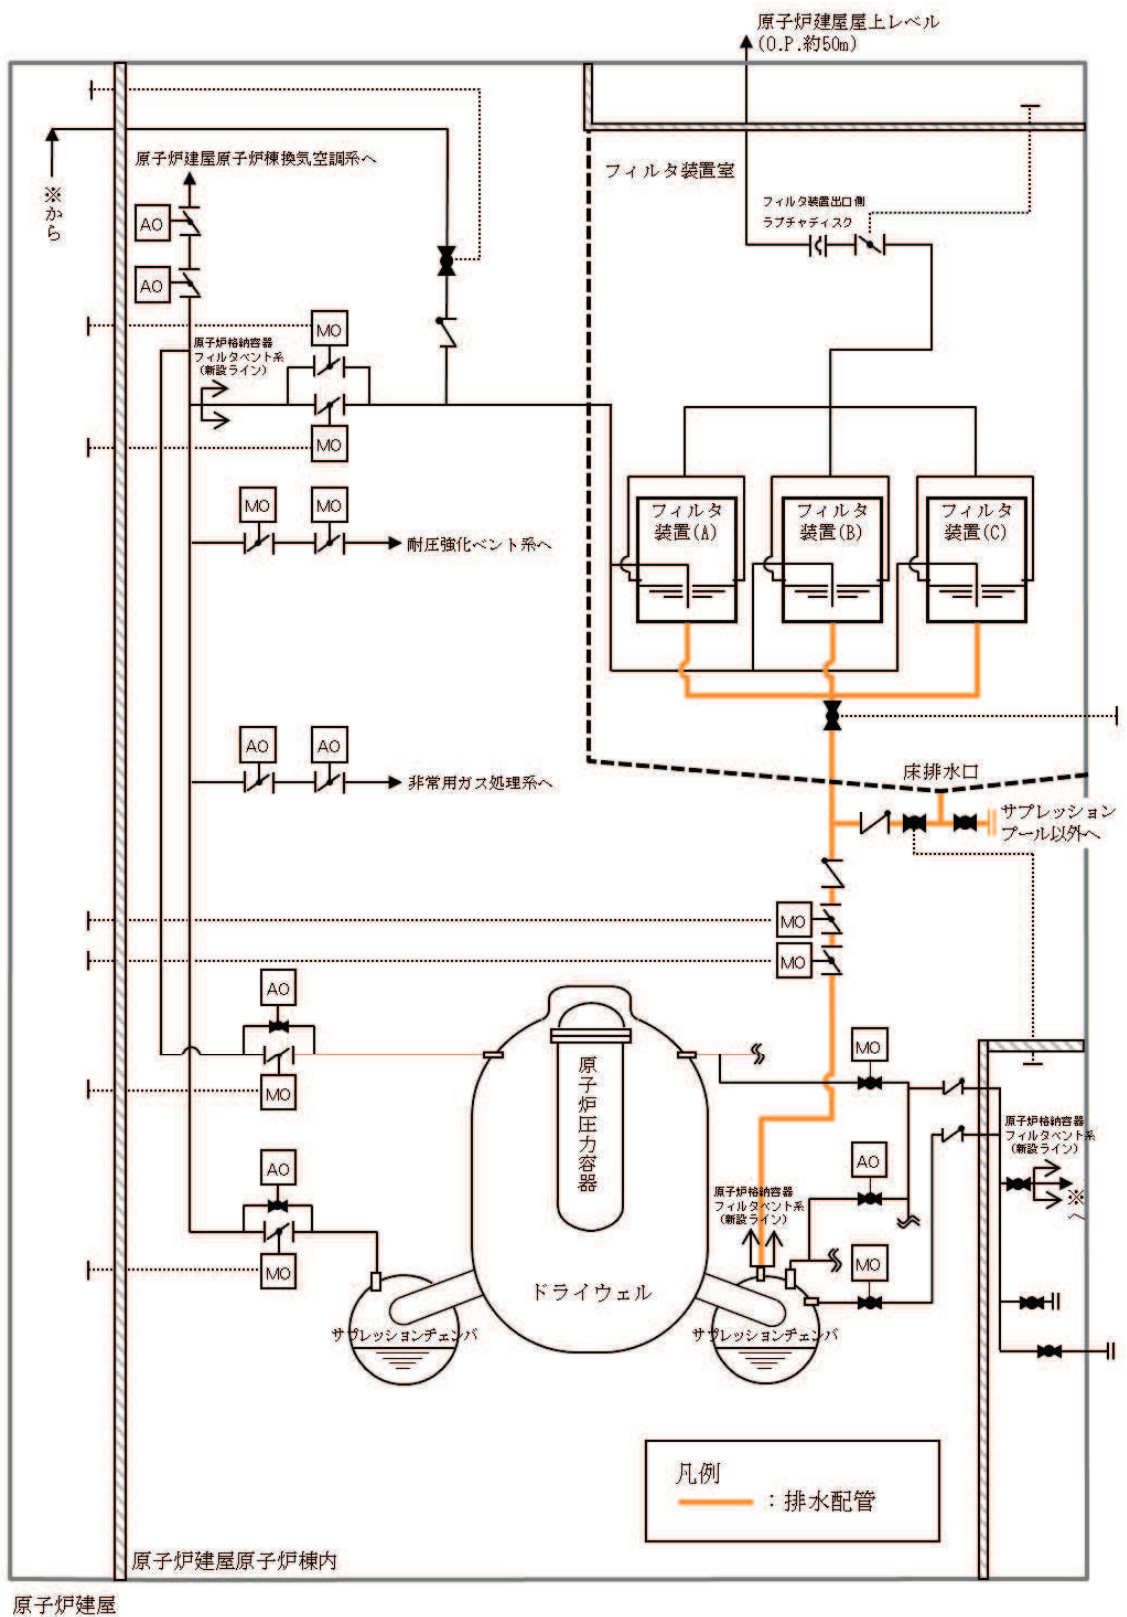 原子炉建屋屋上レベル
(O.P.約50m)
原子炉建屋原子炉棟換気空調系へ
※から
フィルタ装置室
フィルタ装置出口側
ラプチャディスク
AO
AO
MO
原子炉格納容器
フィルタベント系
(新設ライン)
MO
MO
MO
耐圧強化ベント系へ
フィルタ
装置(A)
フィルタ
装置(B)
フィルタ
装置(C)
AO
AO
非常用ガス処理系へ
床排水口
サプレッション
プール以外へ
MO
MO
AO
MO
原子炉圧力容器
MO
原子炉格納容器
フィルタベント系
(新設ライン)
※へ
AO
AO
原子炉格納容器
フィルタベント系
(新設ライン)
MO
MO
ドライウェル
サプレッションチェンバ
サプレッションチェンバ
凡例
：排水配管
原子炉建屋原子炉棟内
原子炉建屋